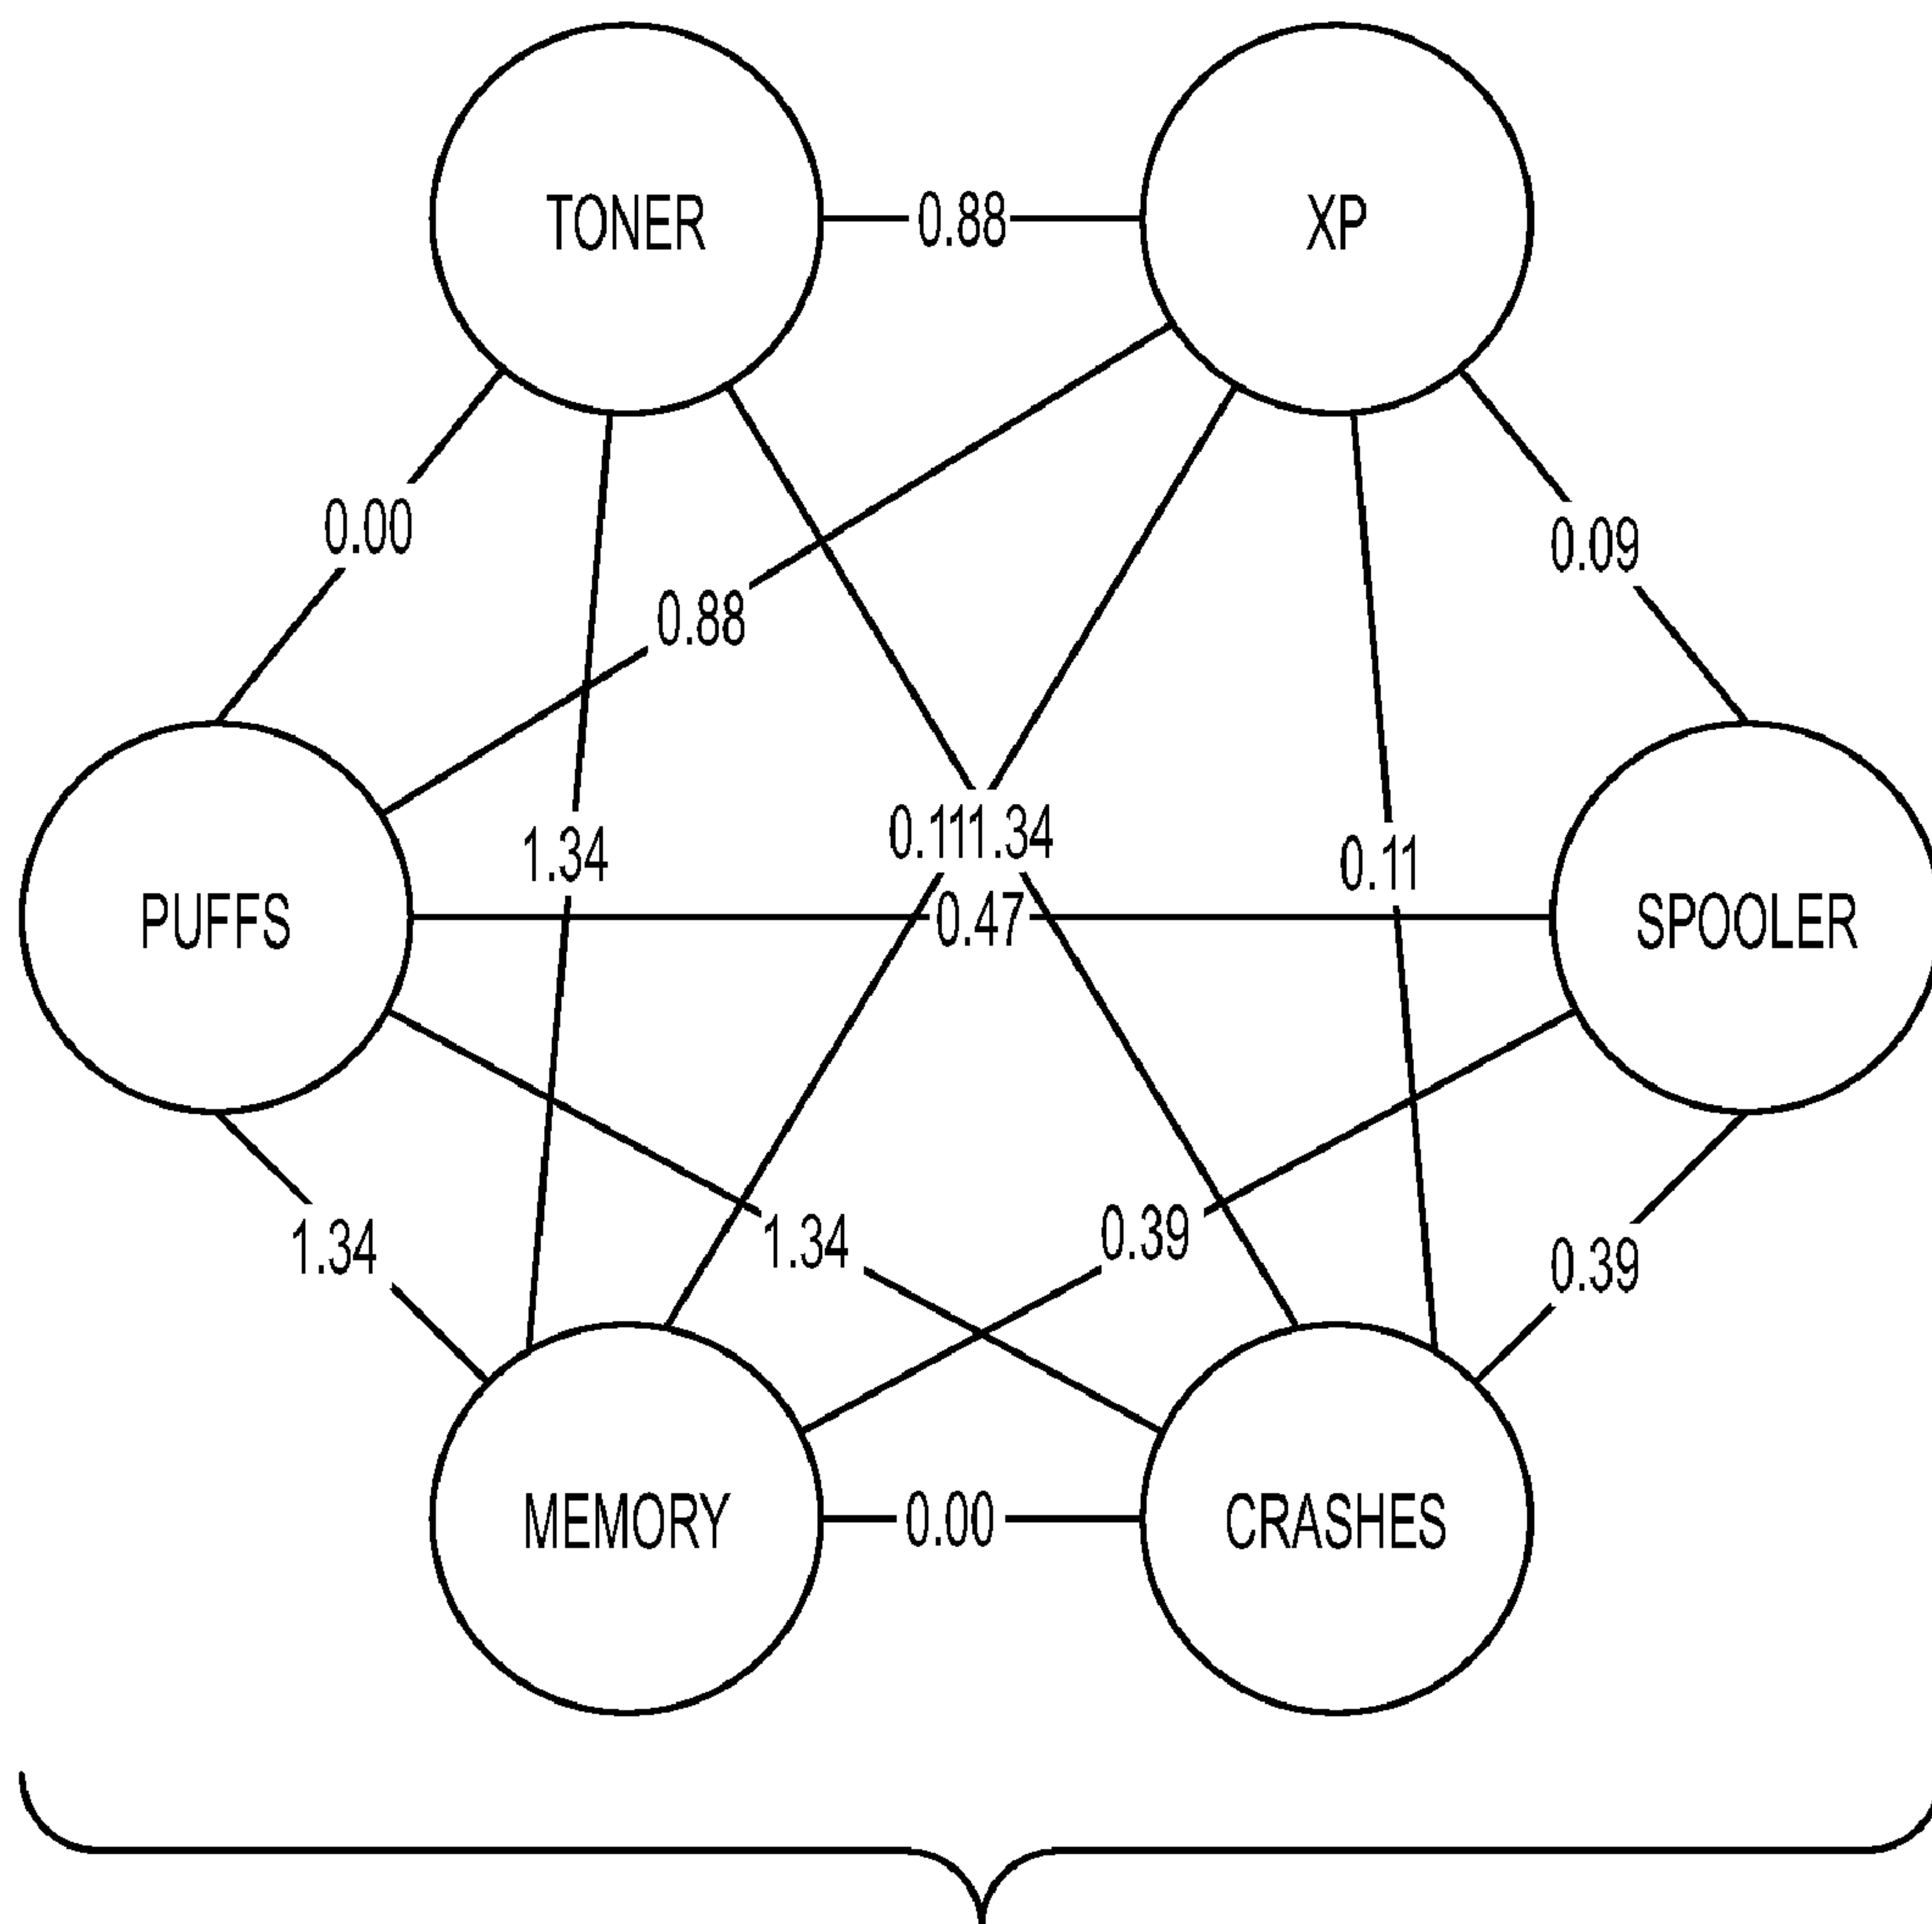 TONER
0.88
XP
0.00
0.09
0.88
1.34
0.111.34
0.11
PUFFS
0.47
SPOOLER
1.34
1.34
0.39
0.39
MEMORY
0.00
CRASHES